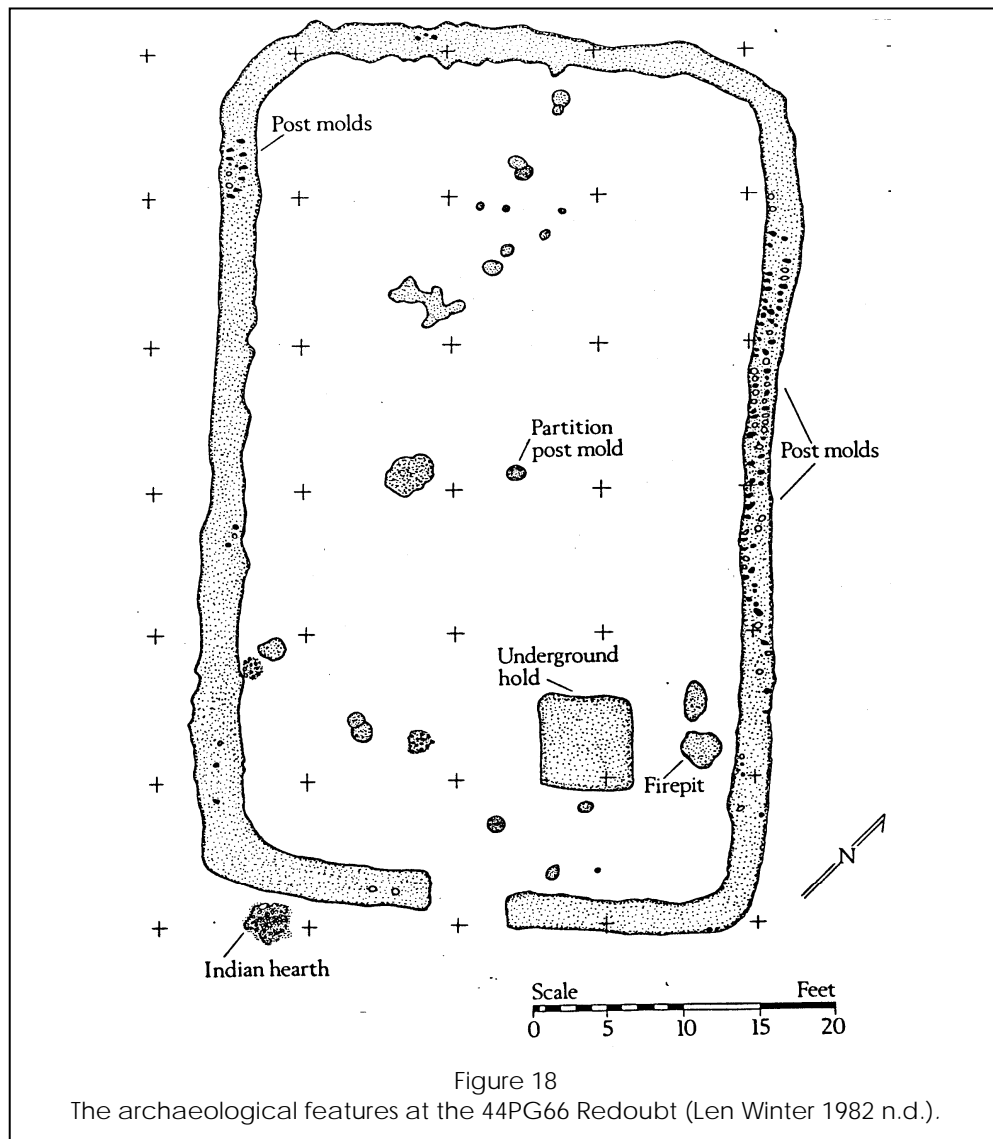 Post molds
Partition
post mold
Post molds
Underground
hold
Firepit
N
Indian hearth
Scale Feet
0 5 10 15 20
Figure 18
The archaeological features at the 44PG66 Redoubt (Len Winter 1982 n.d.).